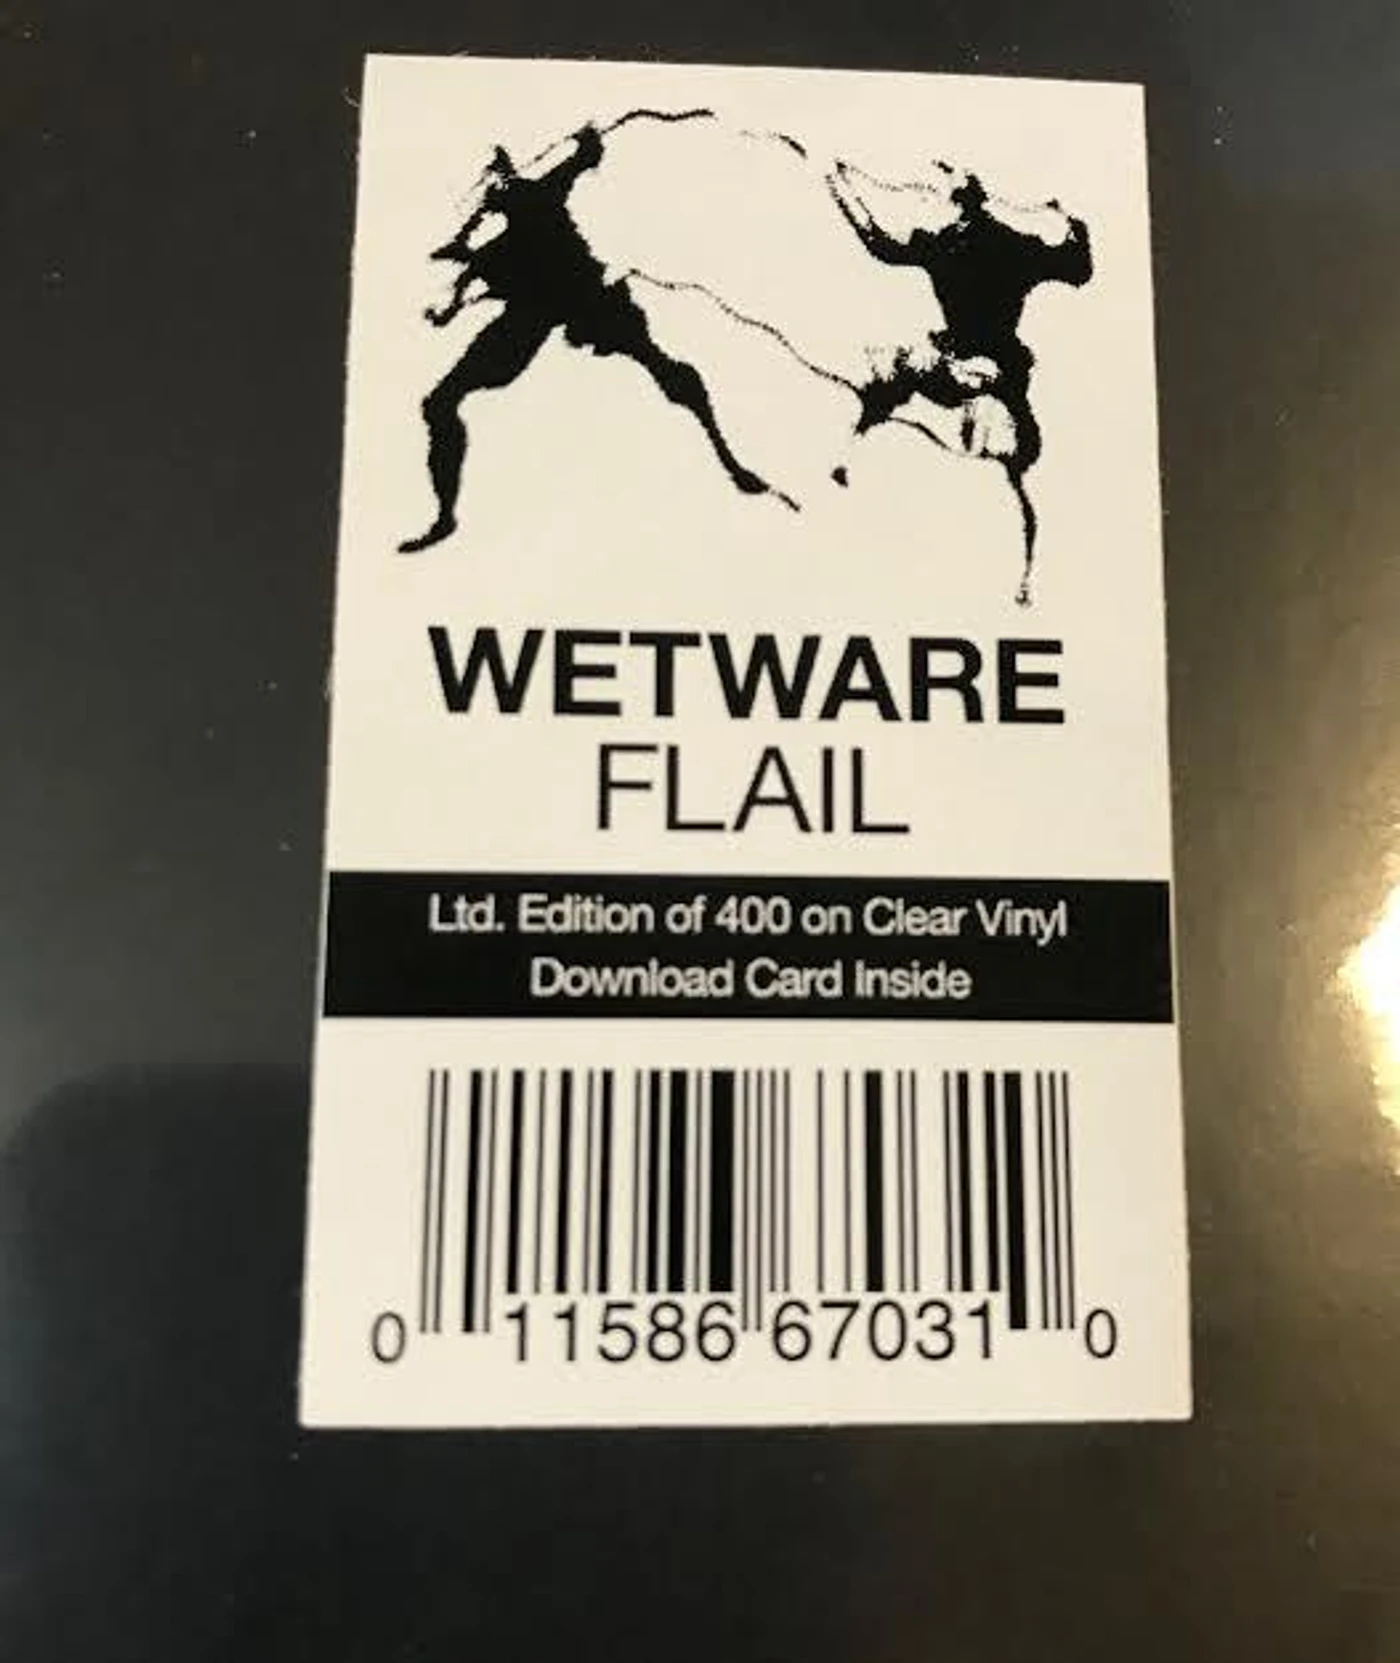 WETWARE
FLAIL
Ltd. Edition of 400 on Clear Vinyl
Download Card Inside
0 11586 67031 0